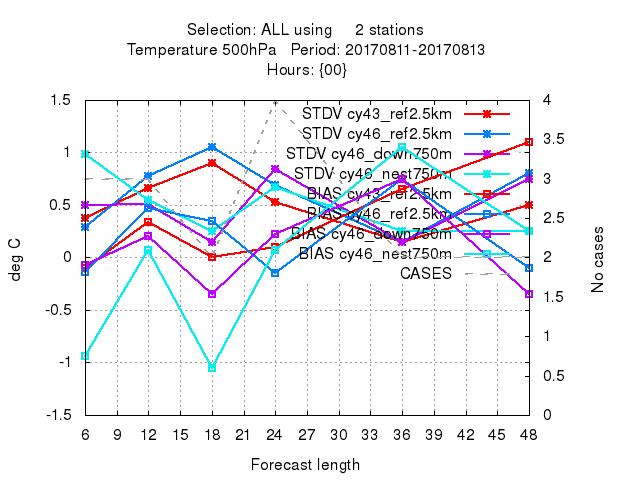 Selection: ALL using 2 stations
Temperature 500hPa Period: 20170811-20170813
Hours: {00}
1.5
1
0.5
0
-0.5
-1
-1.5
deg C
4
3.5
3
2.5
2
1.5
1
0.5
0
No cases
STDV cy43_ref2.5km
STDV cy46_ref2.5km
STDV cy46_down750m
STDV cy46_nest750m
BIAS cy43_ref2.5km
BIAS cy46_ref2.5km
BIAS cy46_down750m
BIAS cy46_nest750m
CASES
6 9 12 15 18 21 24 27 30 33 36 39 42 45 48
Forecast length